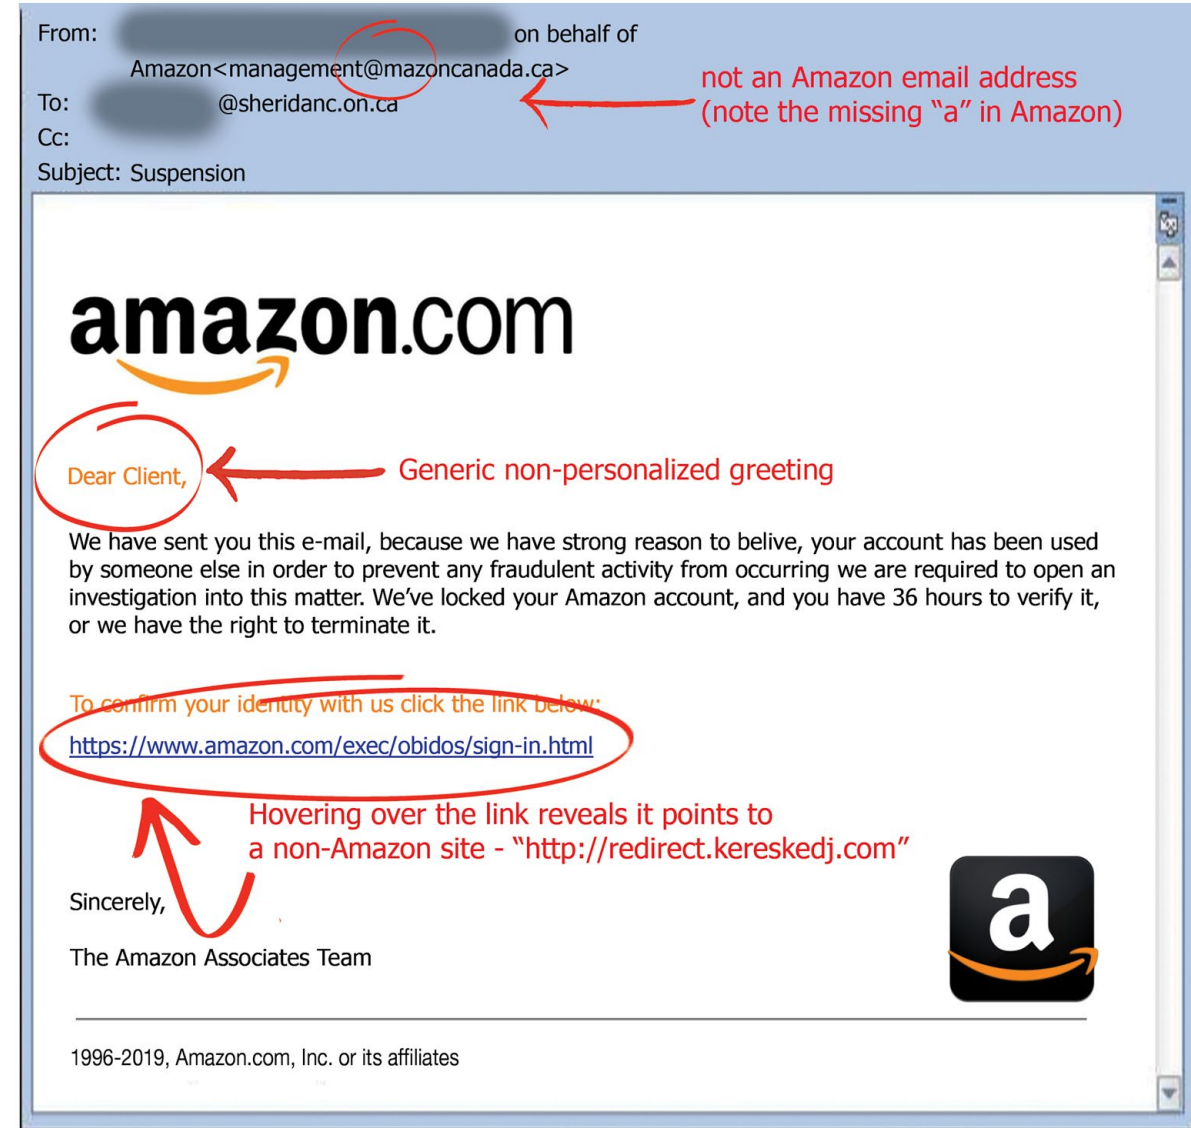 From: on behalf of
Amazon<management@mazoncanada.ca>
not an Amazon email address
(note the missing “a” in Amazon)
To: @sheridanc.on.ca
Cc:
Subject: Suspension
amazon.com
Dear Client,
Generic non-personalized greeting
We have sent you this e-mail, because we have strong reason to belive, your account has been used
by someone else in order to prevent any fraudulent activity from occurring we are required to open an
investigation into this matter. We’ve locked your Amazon account, and you have 36 hours to verify it,
or we have the right to terminate it.
To confirm your identity with us click the link below:
https://www.amazon.com/exec/obidos/sign-in.html
Hovering over the link reveals it points to
a non-Amazon site - “http://redirect.kereskedj.com”
Sincerely,
The Amazon Associates Team
a
1996-2019, Amazon.com, Inc. or its affiliates